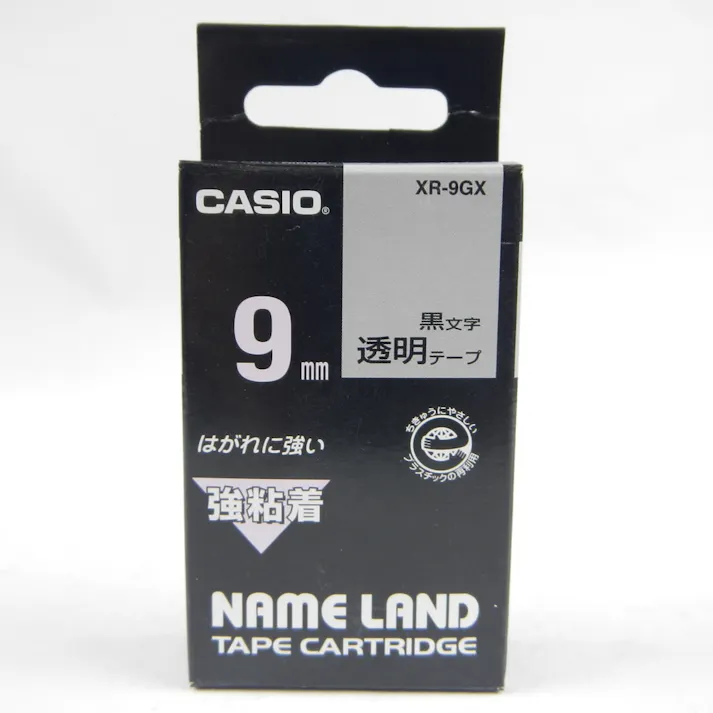 XR-9GX
CASIO®
黒文字
透明テープ
9mm
はがれに強い
ちきゅうにやさしい
プラスチックの再利用
強粘着
NAME LAND
TAPE CARTRIDGE